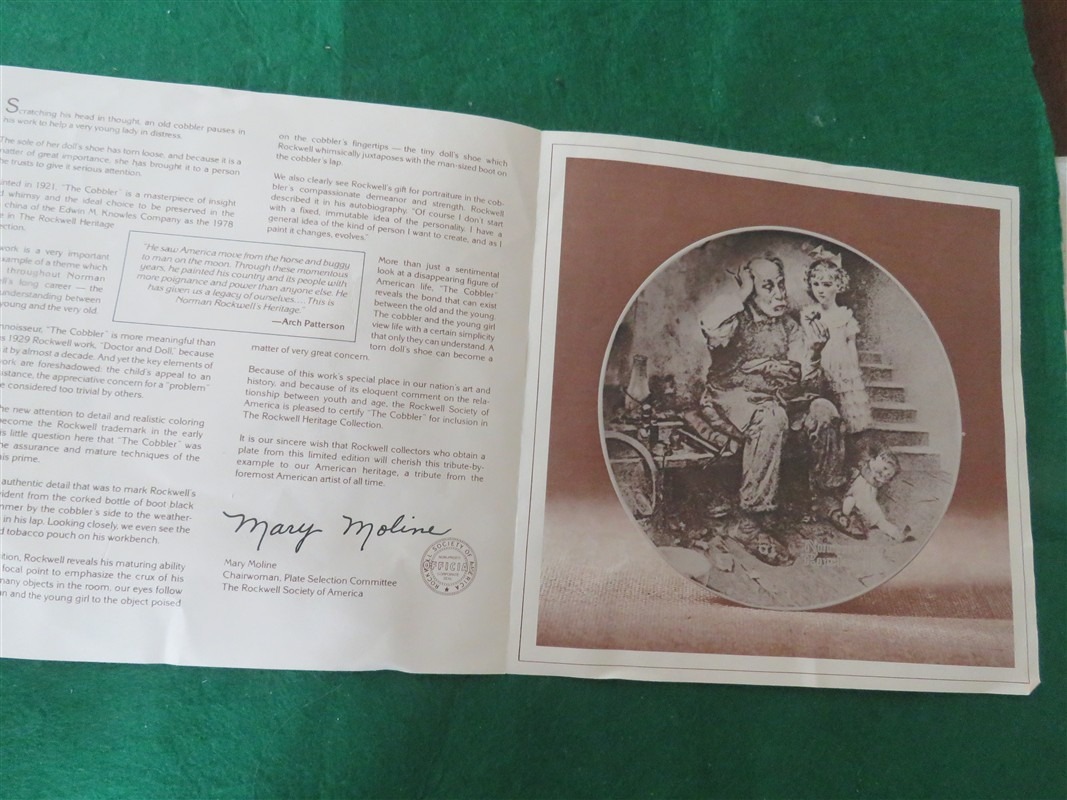 Scratching his head in thought, an old cobbler pauses in
his work to help a very young lady in distress.
The sole of her doll's shoe has torn loose, and because it is a
matter of great importance, she has brought it to a person
she trusts to give it serious attention.
in 1921, "The Cobbler" is a masterpiece of insight
whimsy and the ideal choice to be preserved in the
china of the Edwin M. Knowles Company as the 1978
in The Rockwell Heritage
work is a very important
example of a theme which
throughout Norman
long career — the
understanding between
young and the very old.
"The Cobbler" is more meaningful than
1929 Rockwell work, "Doctor and Doll," because
it by almost a decade. And yet the key elements of
work are foreshadowed: the child's appeal to an
the appreciative concern for a "problem"
considered too trivial by others.
new attention to detail and realistic coloring
become the Rockwell trademark in the early
little question here that "The Cobbler" was
assurance and mature techniques of the
prime.
authentic detail that was to mark Rockwell's
from the corked bottle of boot black
by the cobbler's side to the weather-
in his lap. Looking closely, we even see the
tobacco pouch on his workbench.
Rockwell reveals his maturing ability
focal point to emphasize the crux of his
many objects in the room, our eyes follow
and the young girl to the object poised
"He saw America move from the horse and buggy
to man on the moon. Through these momentous
years, he painted his country and its people with
more poignance and power than anyone else. He
has given us a legacy of ourselves.... This is
Norman Rockwell's Heritage."
—Arch Patterson
on the cobbler's fingertips — the tiny doll's shoe which
Rockwell whimsically juxtaposes with the man-sized boot on
the cobbler's lap.
We also clearly see Rockwell's gift for portraiture in the cob-
bler's compassionate demeanor and strength. Rockwell
described it in his autobiography. "Of course I don't start
with a fixed, immutable idea of the personality. I have a
general idea of the kind of person I want to create, and as I
paint it changes, evolves."
More than just a sentimental
look at a disappearing figure of
American life, "The Cobbler"
reveals the bond that can exist
between the old and the young.
The cobbler and the young girl
view life with a certain simplicity
that only they can understand. A
torn doll's shoe can become a
matter of very great concern.
Because of this work's special place in our nation's art and
history, and because of its eloquent comment on the rela-
tionship between youth and age, the Rockwell Society of
America is pleased to certify "The Cobbler" for inclusion in
The Rockwell Heritage Collection.
It is our sincere wish that Rockwell collectors who obtain a
plate from this limited edition will cherish this tribute-by-
example to our American heritage, a tribute from the
foremost American artist of all time.
Mary Moline
Mary Moline
Chairwoman, Plate Selection Committee
The Rockwell Society of America
ROCKWELL SOCIETY OF AMERICA
OFFICIAL